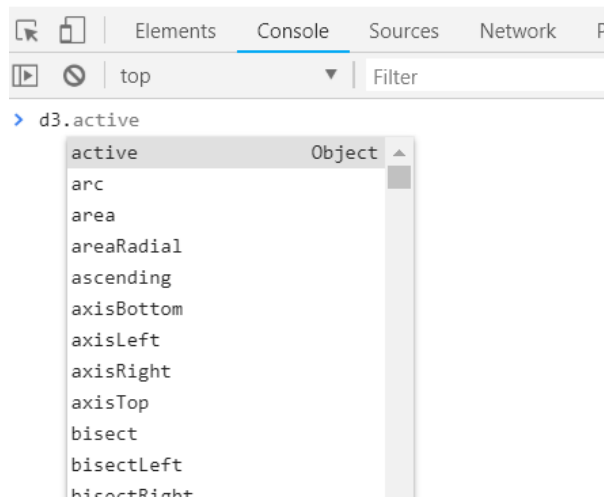 Elements Console Sources Network
top Filter
> d3.active
active Object
arc
area
areaRadial
ascending
axisBottom
axisLeft
axisRight
axisTop
bisect
bisectLeft
bisectRight